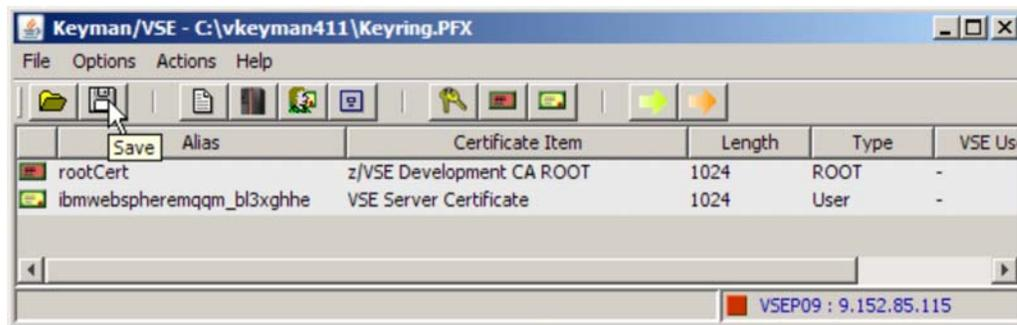 Keyman/VSE - C:\vkeyman411\Keyring.PFX
File Options Actions Help
Save
Alias Certificate Item Length Type VSE Us
rootCert z/VSE Development CA ROOT 1024 ROOT -
ibmwebspheremqqm_bl3xghhe VSE Server Certificate 1024 User -
VSEP09 : 9.152.85.115